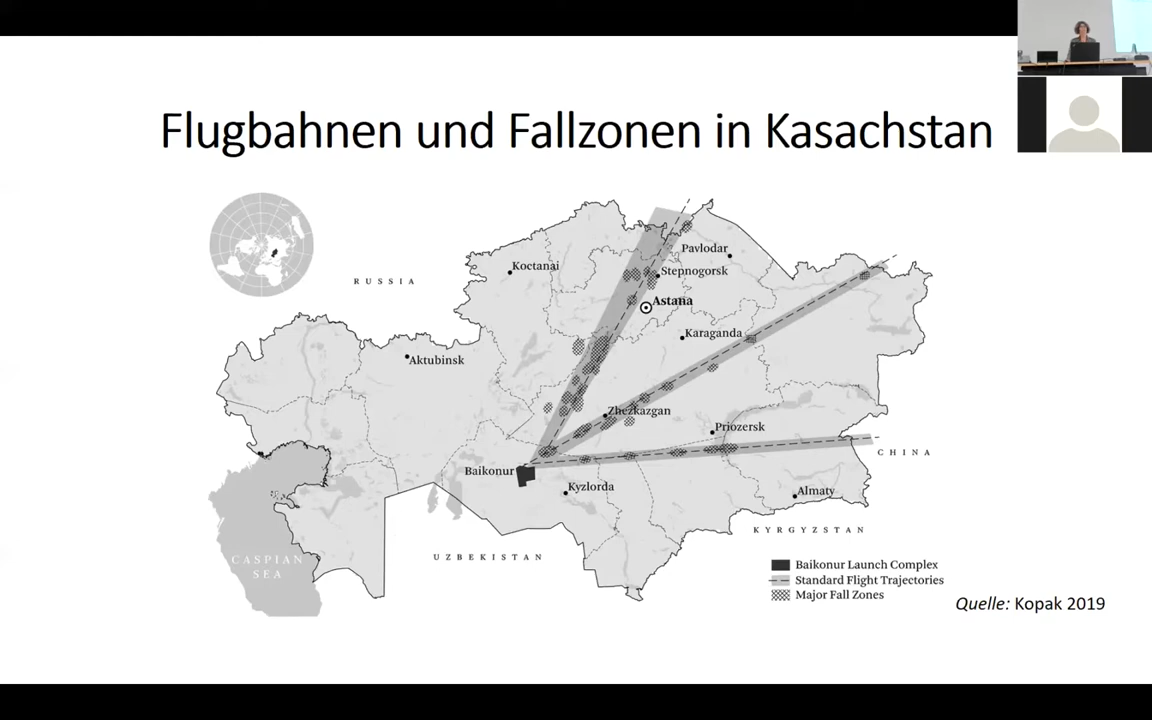 Flugbahnen und Fallzonen in Kasachstan
Pavlodar
Koctanai
Stepnogorsk
RUSSIA
Astana
Karaganda
Aktubinsk
Zhezkazgan
Priozersk
CHINA
Baikonur
Kyzlorda
Almaty
KYRGYZSTAN
UZBEKISTAN
CASPIAN
SEA
Baikonur Launch Complex
Standard Flight Trajectories
Major Fall Zones
Quelle: Kopak 2019